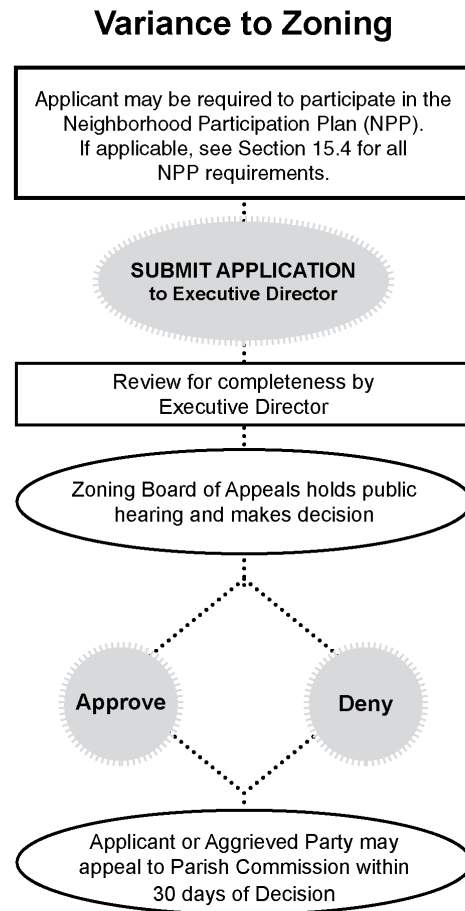 Variance to Zoning
Applicant may be required to participate in the
Neighborhood Participation Plan (NPP).
If applicable, see Section 15.4 for all
NPP requirements.
SUBMIT APPLICATION
to Executive Director
Review for completeness by
Executive Director
Zoning Board of Appeals holds public
hearing and makes decision
Approve
Deny
Applicant or Aggrieved Party may
appeal to Parish Commission within
30 days of Decision